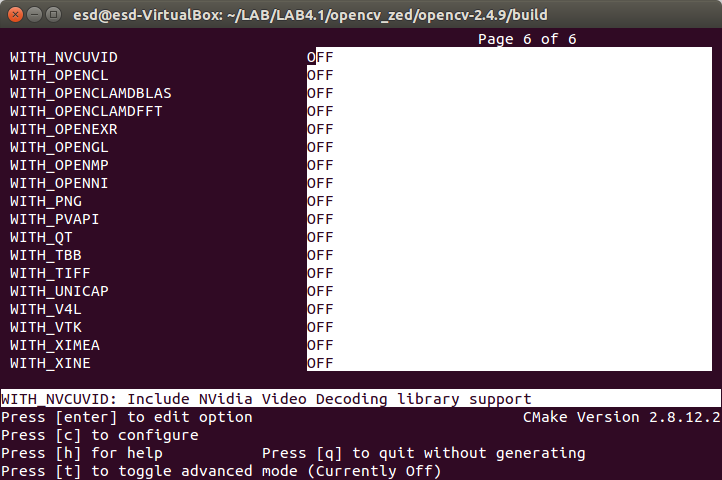 esd@esd-VirtualBox: ~/LAB/LAB4.1/opencv_zed/opencv-2.4.9/build
Page 6 of 6
WITH_NVCUVID OFF
WITH_OPENCL OFF
WITH_OPENCLAMDBLAS OFF
WITH_OPENCLAMDFFT OFF
WITH_OPENEXR OFF
WITH_OPENGL OFF
WITH_OPENMP OFF
WITH_OPENNI OFF
WITH_PNG OFF
WITH_PVAPI OFF
WITH_QT OFF
WITH_TBB OFF
WITH_TIFF OFF
WITH_UNICAP OFF
WITH_V4L OFF
WITH_VTK OFF
WITH_XIMEA OFF
WITH_XINE OFF
WITH_NVCUVID: Include NVidia Video Decoding library support
Press [enter] to edit option CMake Version 2.8.12.2
Press [c] to configure
Press [h] for help Press [q] to quit without generating
Press [t] to toggle advanced mode (Currently Off)